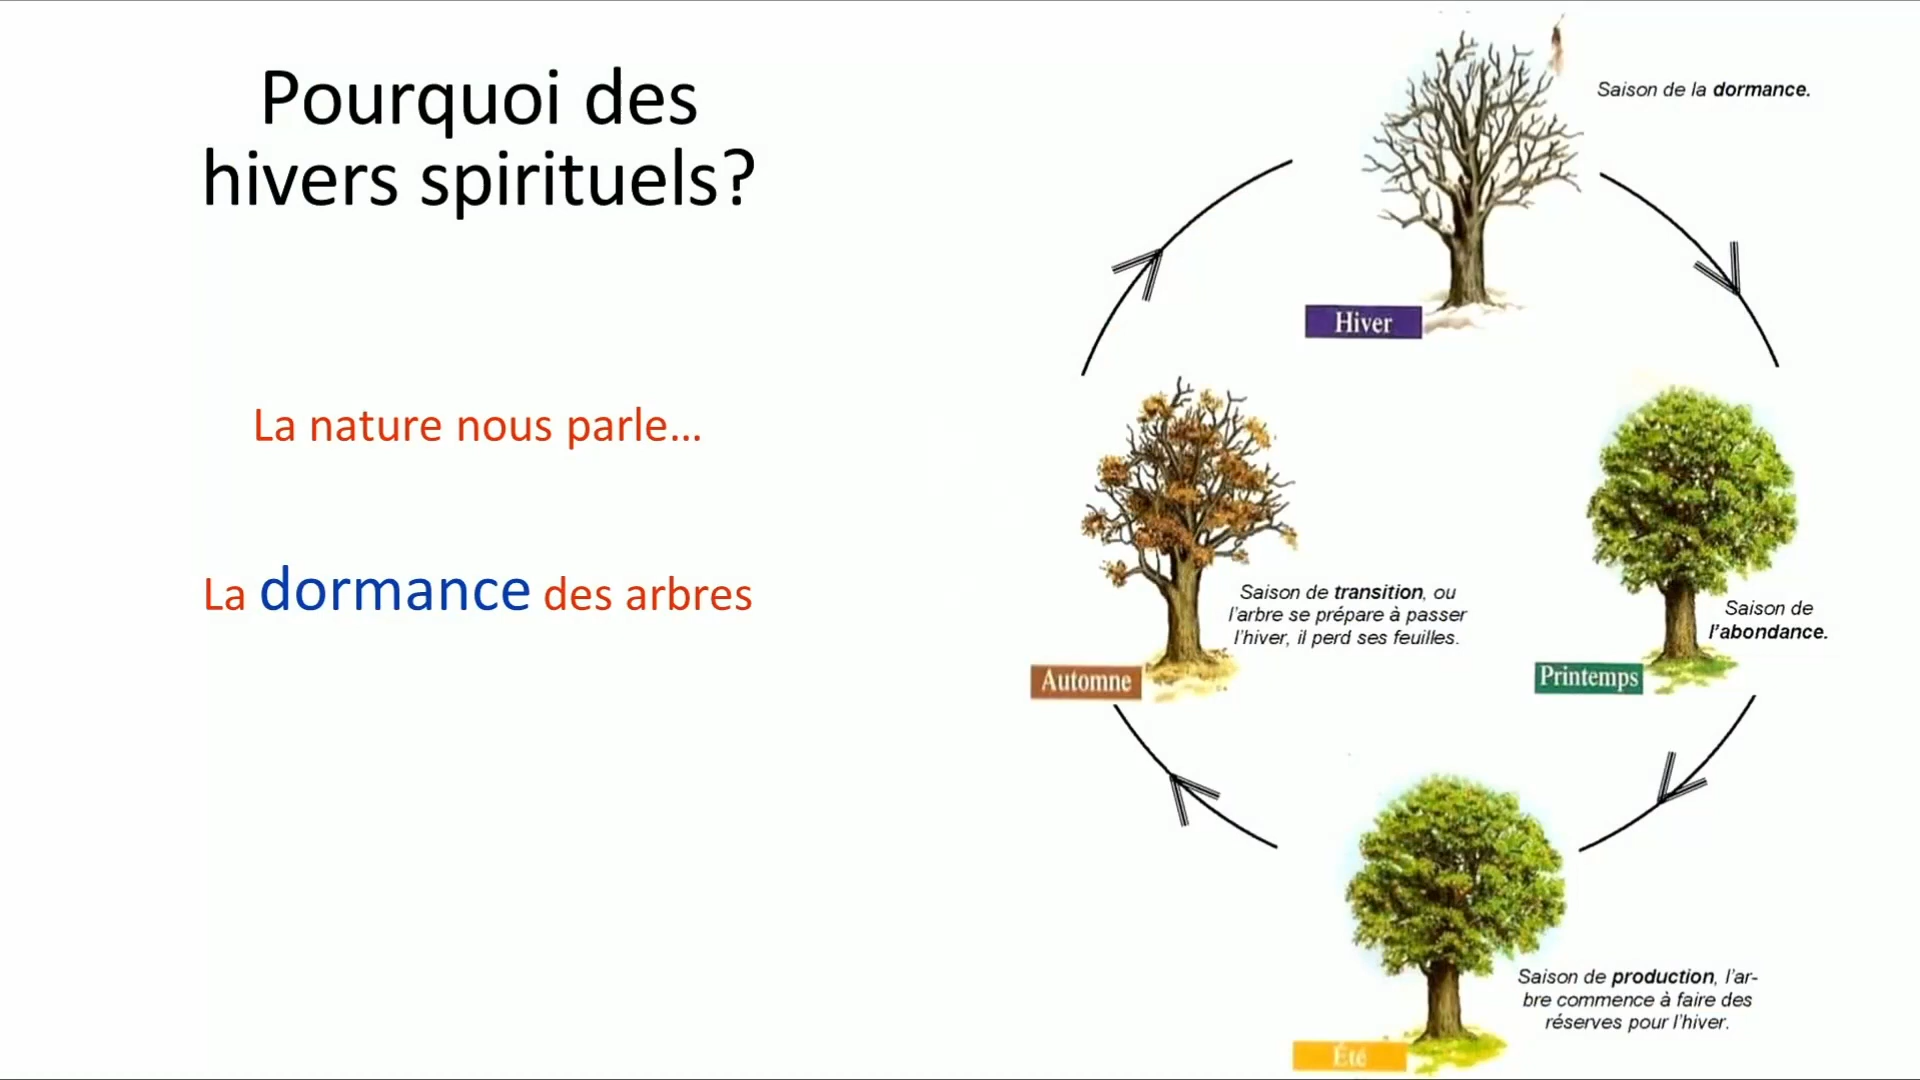 Pourquoi des
hivers spirituels?
La nature nous parle...
La dormance des arbres
Saison de la dormance.
Hiver
Saison de transition, ou
l'arbre se prépare à passer
l'hiver, il perd ses feuilles.
Automne
Saison de
l'abondance.
Printemps
Saison de production, l'ar-
bre commence à faire des
réserves pour l'hiver.
Été